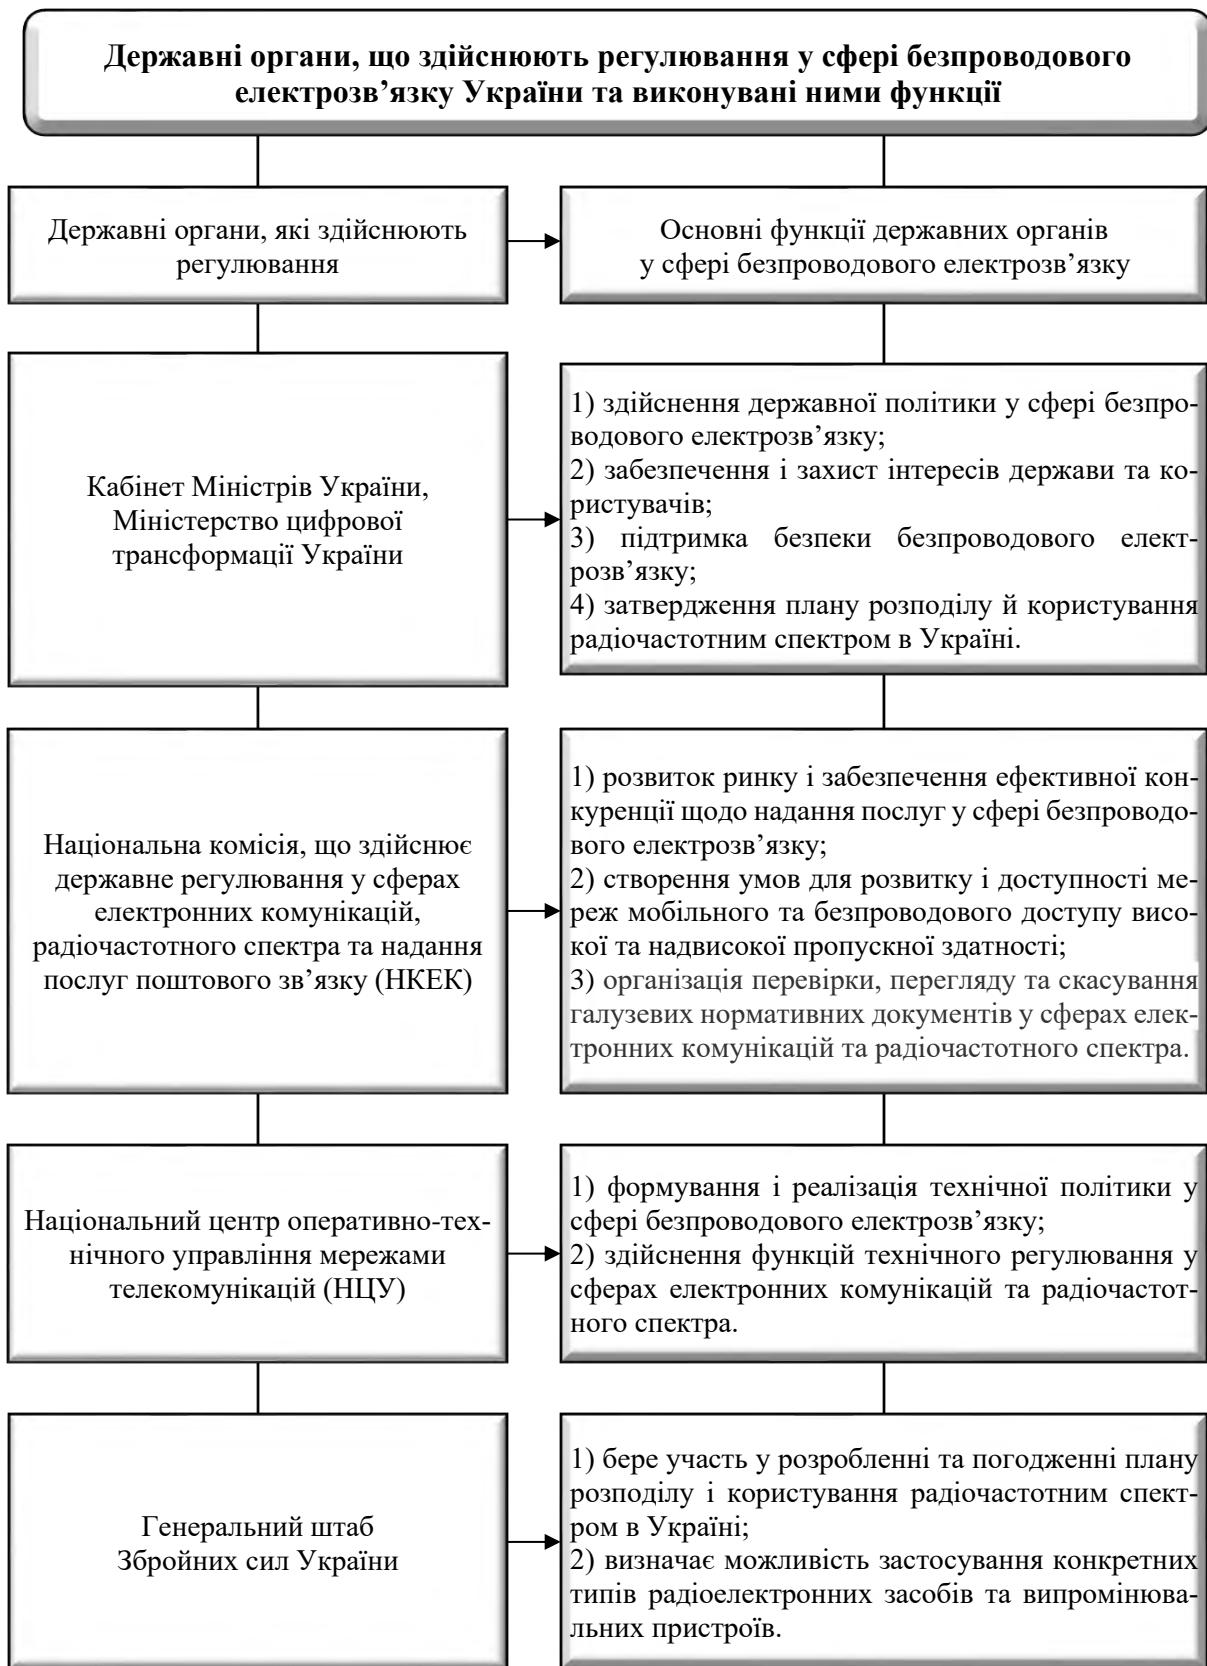 Державні органи, що здійснюють регулювання у сфері безпроводового
електрозв’язку України та виконувані ними функції
Державні органи, які здійснюють
регулювання
Основні функції державних органів
у сфері безпроводового електрозв’язку
Кабінет Міністрів України,
Міністерство цифрової
трансформації України
1) здійснення державної політики у сфері безпро-
водового електрозв’язку;
2) забезпечення і захист інтересів держави та ко-
ристувачів;
3) підтримка безпеки безпроводового елект-
розв’язку;
4) затвердження плану розподілу й користування
радіочастотним спектром в Україні.
Національна комісія, що здійснює
державне регулювання у сферах
електронних комунікацій,
радіочастотного спектра та надання
послуг поштового зв’язку (НКЕК)
1) розвиток ринку і забезпечення ефективної кон-
куренції щодо надання послуг у сфері безпроводо-
вого електрозв’язку;
2) створення умов для розвитку і доступності ме-
реж мобільного та безпроводового доступу висо-
кої та надвисокої пропускної здатності;
3) організація перевірки, перегляду та скасування
галузевих нормативних документів у сферах елек-
тронних комунікацій та радіочастотного спектра.
Національний центр оперативно-тех-
нічного управління мережами
телекомунікацій (НЦУ)
1) формування і реалізація технічної політики у
сфері безпроводового електрозв’язку;
2) здійснення функцій технічного регулювання у
сферах електронних комунікацій та радіочастот-
ного спектра.
Генеральний штаб
Збройних сил України
1) бере участь у розробленні та погодженні плану
розподілу і користування радіочастотним спект-
ром в Україні;
2) визначає можливість застосування конкретних
типів радіоелектронних засобів та випромінюва-
льних пристроїв.